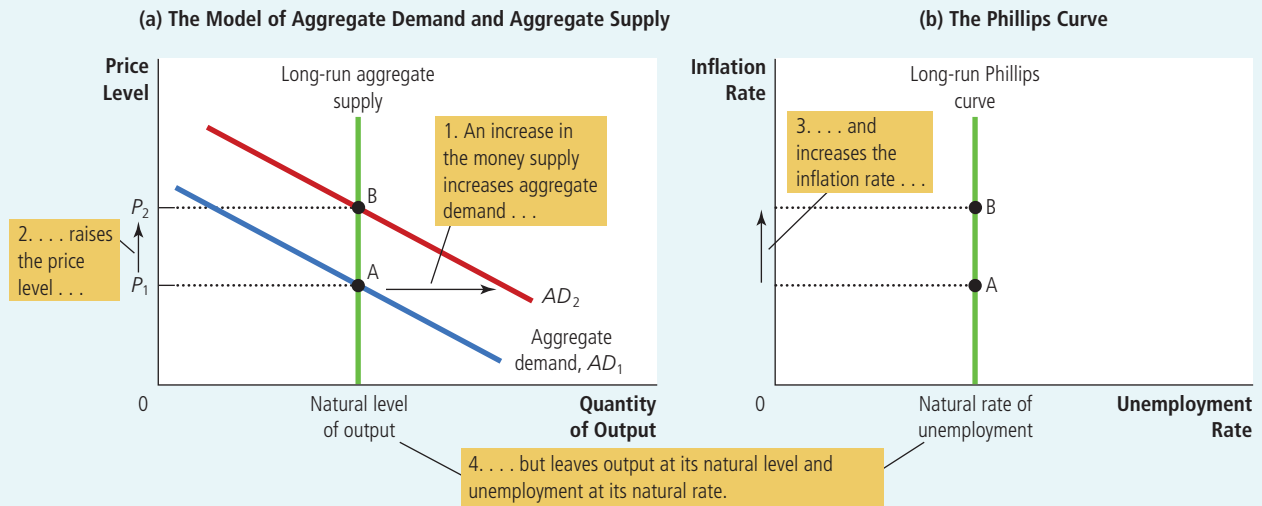 (a) The Model of Aggregate Demand and Aggregate Supply
Price
Level
Long-run aggregate
supply
1. An increase in
the money supply
increases aggregate
demand . . .
2. . . . raises
the price
level . . .
P2
P1
B
A
AD2
Aggregate
demand, AD1
0
Natural level
of output
Quantity
of Output
(b) The Phillips Curve
Inflation
Rate
Long-run Phillips
curve
3. . . . and
increases the
inflation rate . . .
B
A
0
Natural rate of
unemployment
Unemployment
Rate
4. . . . but leaves output at its natural level and
unemployment at its natural rate.